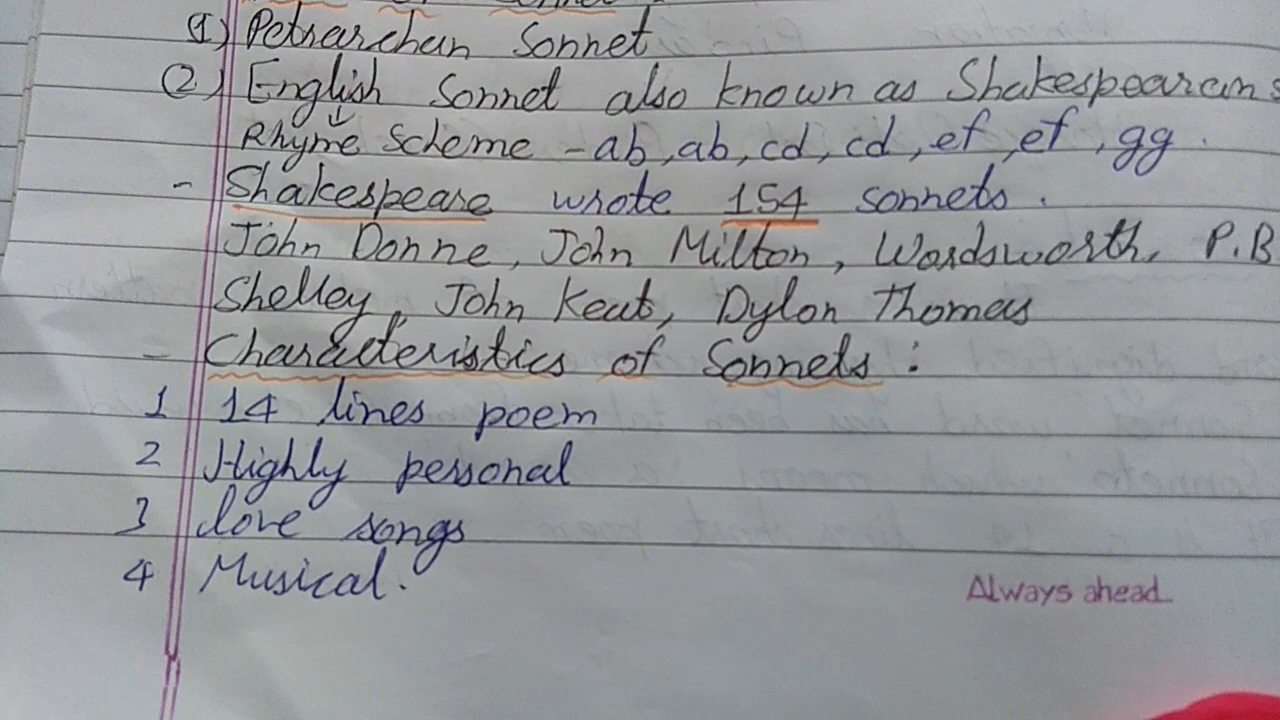 1) Petrarchan Sonnet
2) English Sonnet also known as Shakespearean s
Rhyme Scheme - ab, ab, cd, cd, ef, ef, gg.
- Shakespeare wrote 154 sonnets.
John Donne, John Milton, Wordsworth, P.B
Shelley, John Keat, Dylon Thomas
- Characteristics of Sonnets:
1 14 lines poem
2 Highly personal
3 love songs
4 Musical.
Always ahead